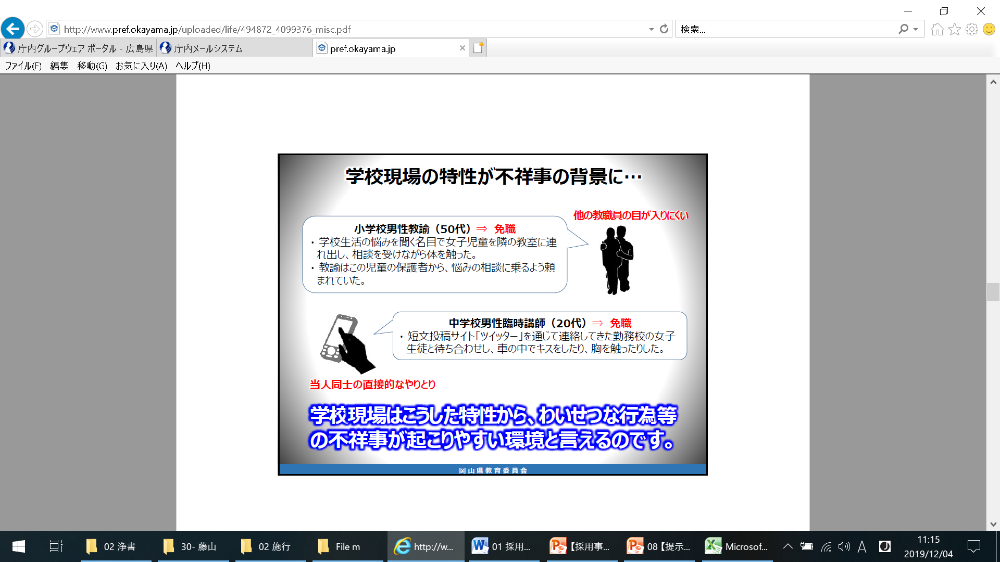 http://www.pref.okayama.jp/uploaded/life/494872_4099376_misc.pdf
検索...
庁内グループウェア ポータル - 広島県
庁内メールシステム
pref.okayama.jp
ファイル(F) 編集 移動(G) お気に入り(A) ヘルプ(H)
学校現場の特性が不祥事の背景に…
他の教職員の目が入りにくい
小学校男性教諭（50代）⇒ 免職
・ 学校生活の悩みを聞く名目で女子児童を隣の教室に連
れ出し、相談を受けながら体を触った。
・ 教諭はこの児童の保護者から、悩みの相談に乗るよう頼
まれていた。
中学校男性臨時講師（20代）⇒ 免職
・ 短文投稿サイト「ツイッター」を通じて連絡してきた勤務校の女子
生徒と待ち合わせし、車の中でキスをしたり、胸を触ったりした。
当人同士の直接的なやりとり
学校現場はこうした特性から、わいせつな行為等
の不祥事が起こりやすい環境と言えるのです。
岡山県教育委員会
02 浄書
30- 藤山
02 施行
File m
http://w...
01 採用...
【採用事...
08【提示...
Microsof...
A
11:15
2019/12/04